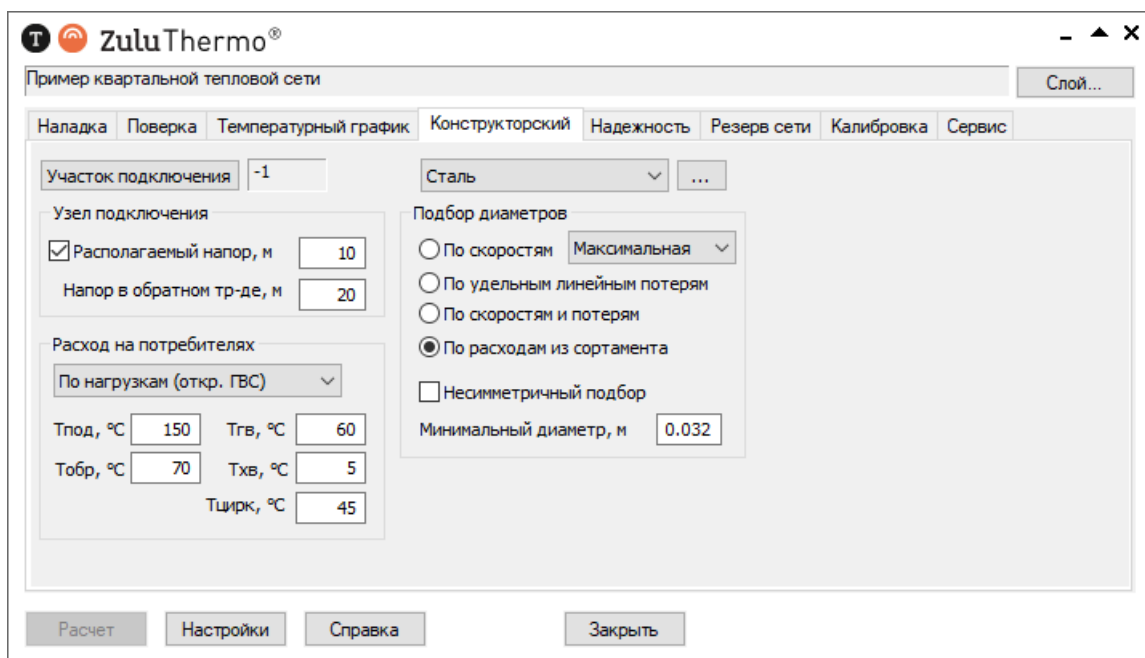 T ZuluThermo®
Пример квартальной тепловой сети
Слой...
Наладка Поверка Температурный график Конструкторский Надежность Резерв сети Калибровка Сервис
Участок подключения -1
Сталь ...
Узел подключения
Располагаемый напор, м 10
Напор в обратном тр-де, м 20
Расход на потребителях
По нагрузкам (откр. ГВС)
Тпод, °C 150 Тгв, °C 60
Тобр, °C 70 Тхв, °C 5
Тцирк, °C 45
Подбор диаметров
По скоростям Максимальная
По удельным линейным потерям
По скоростям и потерям
По расходам из сортамента
Несимметричный подбор
Минимальный диаметр, м 0.032
Расчет Настройки Справка Закрыть